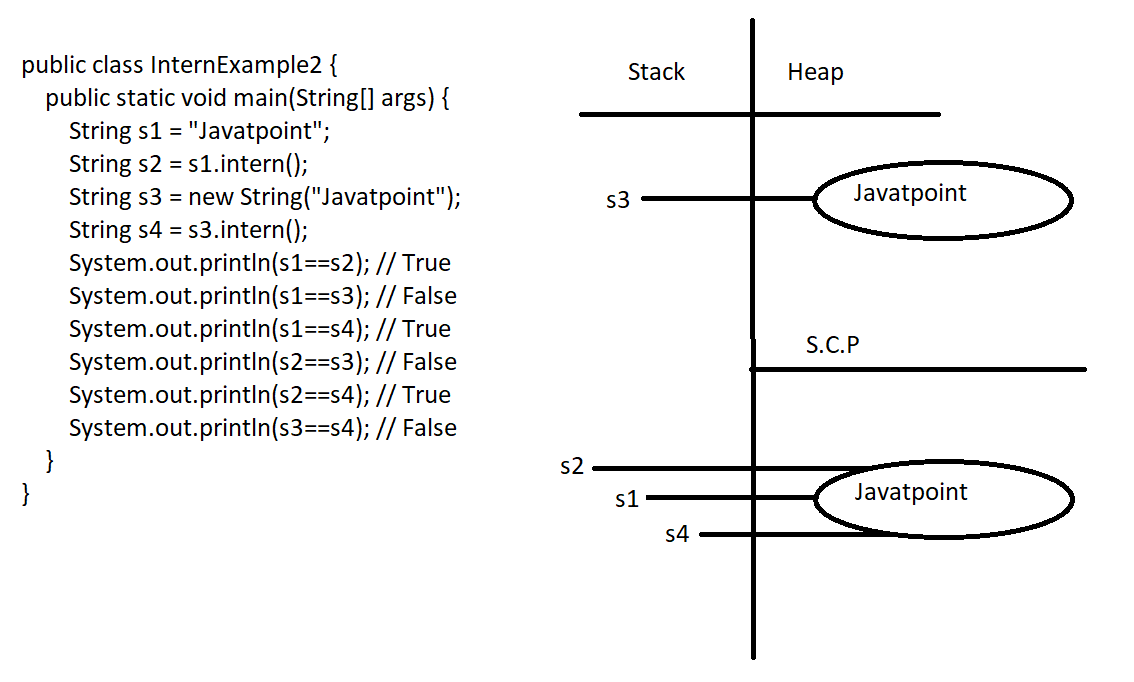 public class InternExample2 {
public static void main(String[] args) {
String s1 = "Javatpoint";
String s2 = s1.intern();
String s3 = new String("Javatpoint");
String s4 = s3.intern();
System.out.println(s1==s2); // True
System.out.println(s1==s3); // False
System.out.println(s1==s4); // True
System.out.println(s2==s3); // False
System.out.println(s2==s4); // True
System.out.println(s3==s4); // False
}
}
Stack Heap
s3 Javatpoint
S.C.P
s2
s1 Javatpoint
s4